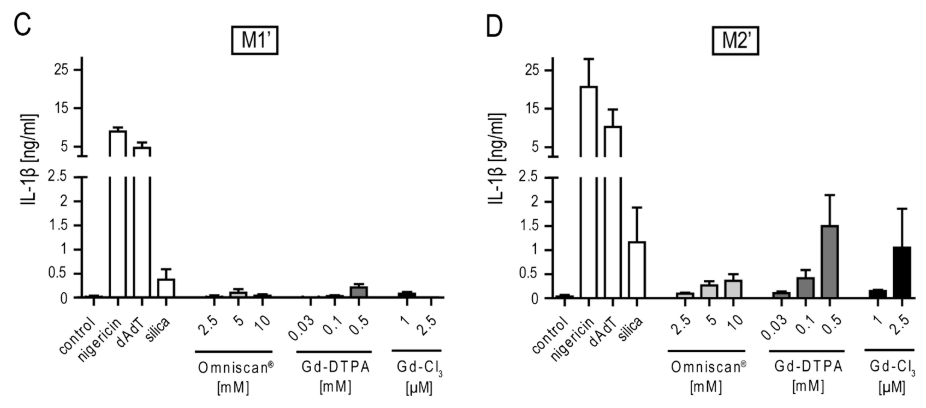 C
M1'
IL-1β [ng/ml]
25
15
5
2.5
2
1.5
1
0.5
0
control
nigericin
dAdT
silica
2.5
5
10
0.03
0.1
0.5
1
2.5
Omniscan®
[mM]
Gd-DTPA
[mM]
Gd-Cl₃
[µM]
D
M2'
IL-1β [ng/ml]
25
15
5
2.5
2
1.5
1
0.5
0
control
nigericin
dAdT
silica
2.5
5
10
0.03
0.1
0.5
1
2.5
Omniscan®
[mM]
Gd-DTPA
[mM]
Gd-Cl₃
[µM]